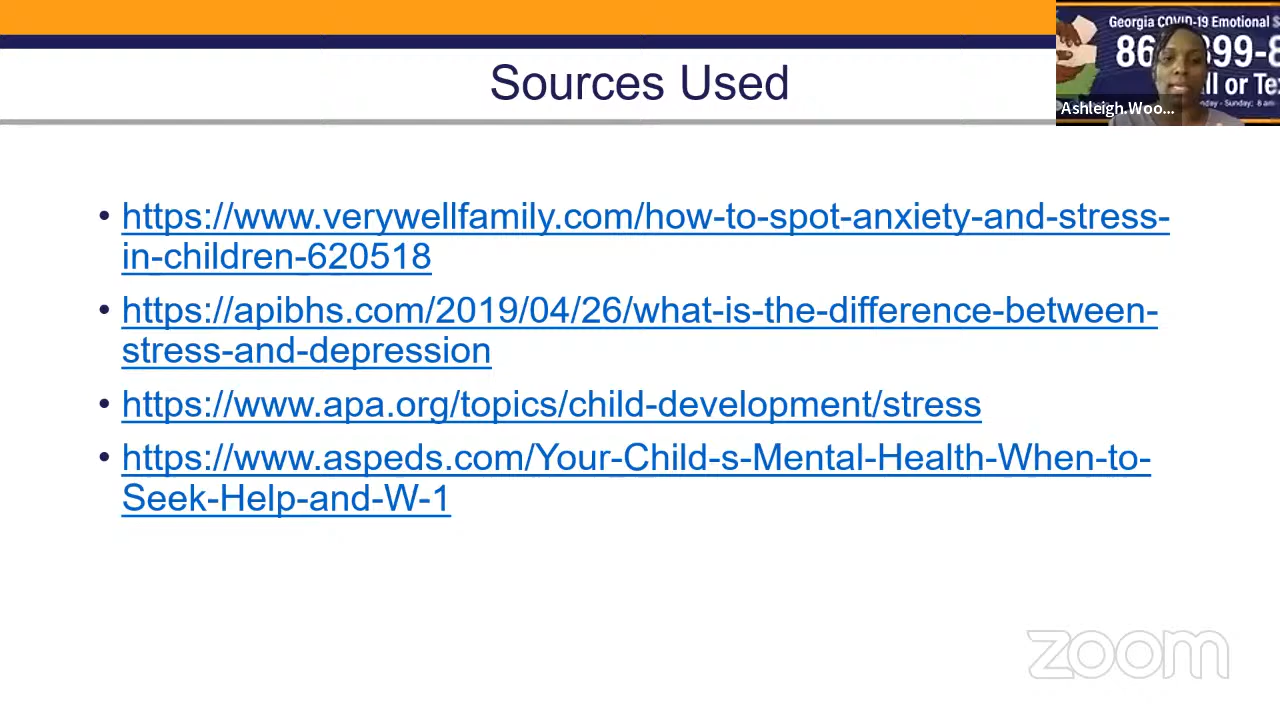 Sources Used
Georgia COVID-19 Emotional
Ashleigh.Woo...
• https://www.verywellfamily.com/how-to-spot-anxiety-and-stress-
in-children-620518
• https://apibhs.com/2019/04/26/what-is-the-difference-between-
stress-and-depression
• https://www.apa.org/topics/child-development/stress
• https://www.aspeds.com/Your-Child-s-Mental-Health-When-to-
Seek-Help-and-W-1
zoom